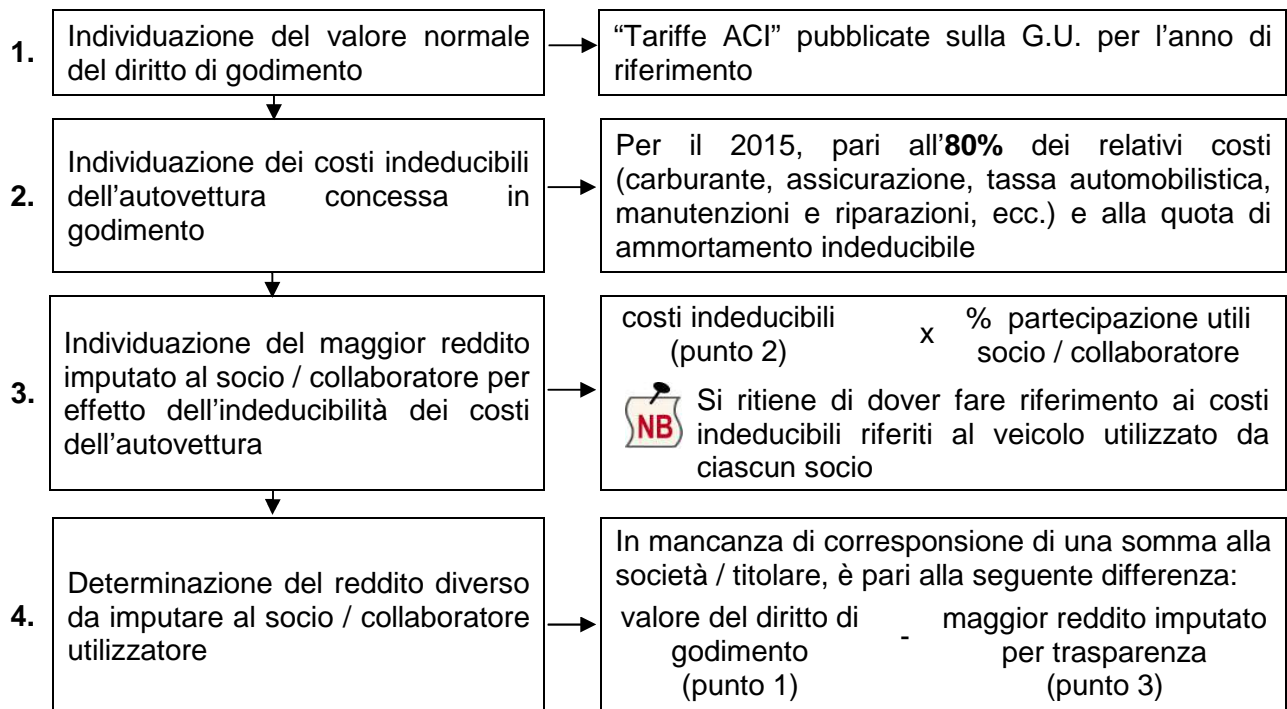 1.
Individuazione del valore normale
del diritto di godimento
“Tariffe ACI” pubblicate sulla G.U. per l’anno di
riferimento
2.
Individuazione dei costi indeducibili
dell’autovettura concessa in
godimento
Per il 2015, pari all’80% dei relativi costi
(carburante, assicurazione, tassa automobilistica,
manutenzioni e riparazioni, ecc.) e alla quota di
ammortamento indeducibile
3.
Individuazione del maggior reddito
imputato al socio / collaboratore per
effetto dell’indeducibilità dei costi
dell’autovettura
costi indeducibili x % partecipazione utili
(punto 2) socio / collaboratore
NB Si ritiene di dover fare riferimento ai costi
indeducibili riferiti al veicolo utilizzato da
ciascun socio
4.
Determinazione del reddito diverso
da imputare al socio / collaboratore
utilizzatore
In mancanza di corresponsione di una somma alla
società / titolare, è pari alla seguente differenza:
valore del diritto di - maggior reddito imputato
godimento per trasparenza
(punto 1) (punto 3)